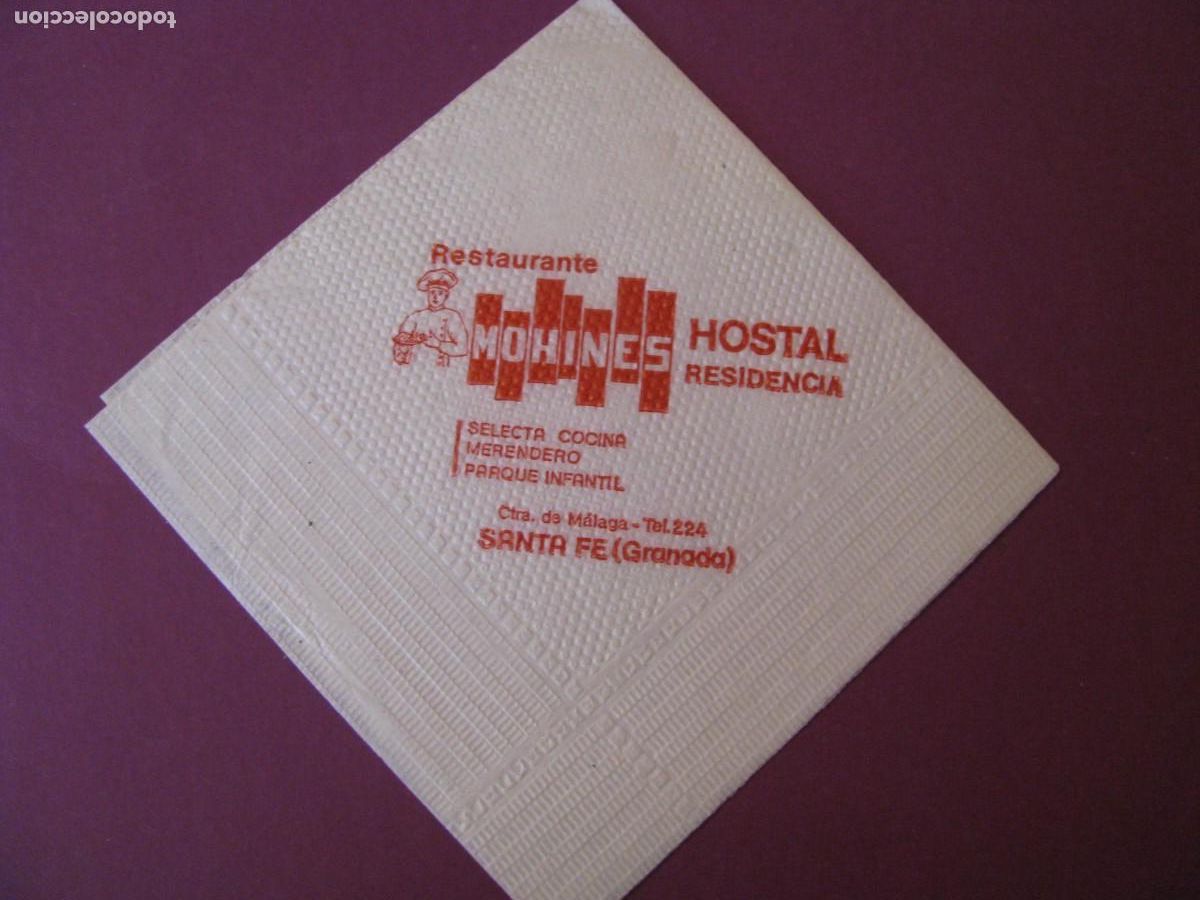 todocoleccion
Restaurante
MOHINES
HOSTAL
RESIDENCIA
SELECTA COCINA
MERENDERO
PARQUE INFANTIL
Ctra. de Málaga - Tel. 224
SANTA FE (Granada)